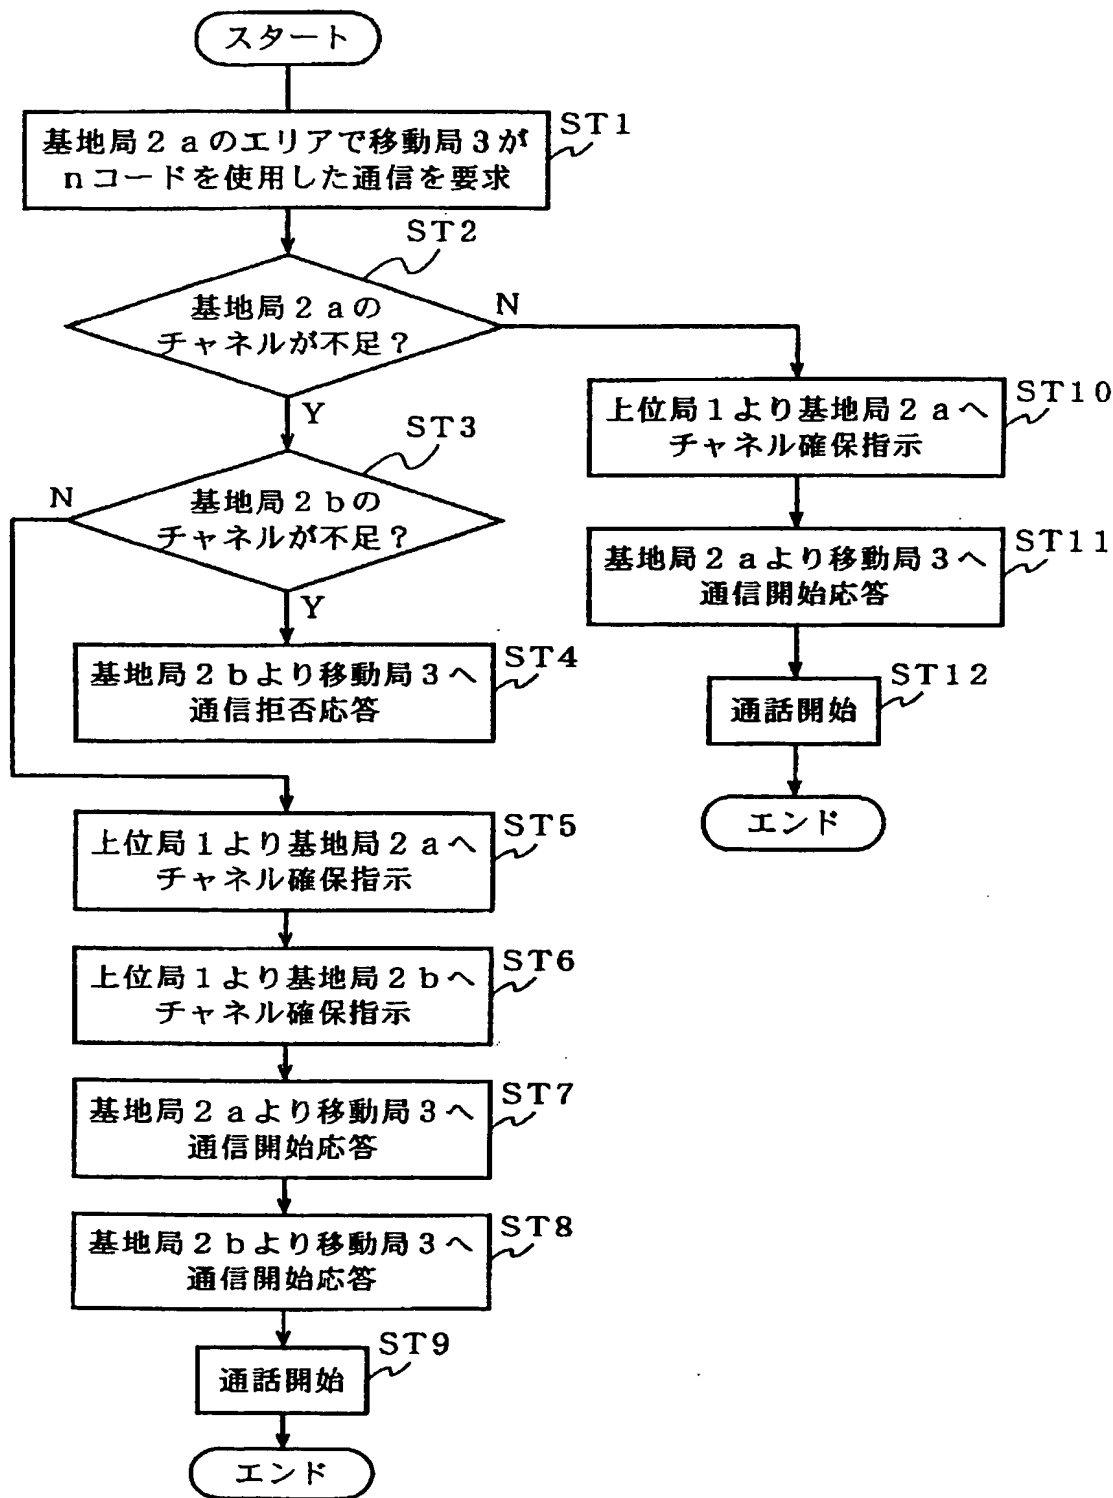 スタート
ST1
基地局2aのエリアで移動局3が
nコードを使用した通信を要求
ST2
基地局2aの
チャネルが不足?
N
Y
ST3
基地局2bの
チャネルが不足?
N
Y
ST4
基地局2bより移動局3へ
通信拒否応答
ST5
上位局1より基地局2aへ
チャネル確保指示
ST6
上位局1より基地局2bへ
チャネル確保指示
ST7
基地局2aより移動局3へ
通信開始応答
ST8
基地局2bより移動局3へ
通信開始応答
ST9
通話開始
エンド
ST10
上位局1より基地局2aへ
チャネル確保指示
ST11
基地局2aより移動局3へ
通信開始応答
ST12
通話開始
エンド